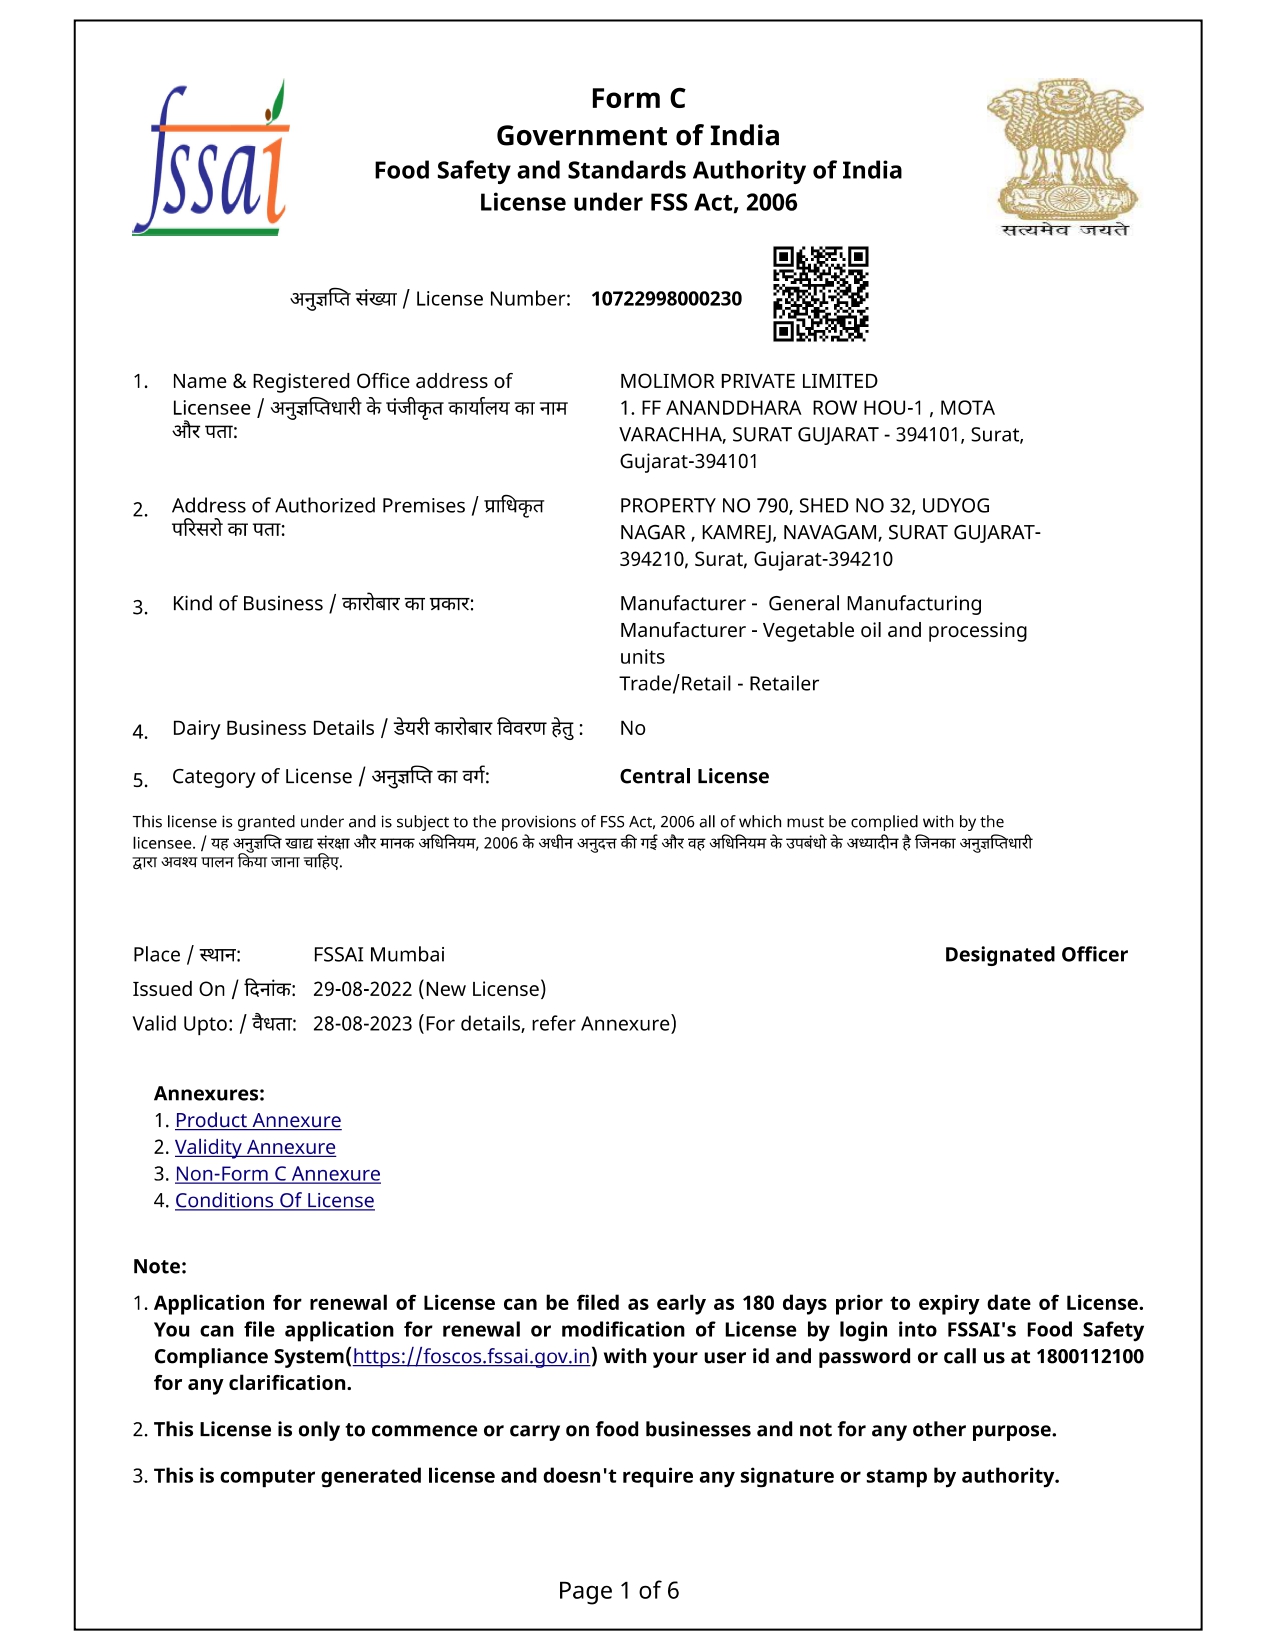 fssai
Form C
Government of India
Food Safety and Standards Authority of India
License under FSS Act, 2006
सत्यमेव जयते
अनुज्ञप्ति संख्या / License Number: 10722998000230
1. Name & Registered Office address of
Licensee / अनुज्ञप्तिधारी के पंजीकृत कार्यालय का नाम
और पता:
MOLIMOR PRIVATE LIMITED
1. FF ANANDDHARA  ROW HOU-1 , MOTA
VARACHHA, SURAT GUJARAT - 394101, Surat,
Gujarat-394101
2. Address of Authorized Premises / प्राधिकृत
परिसरो का पता:
PROPERTY NO 790, SHED NO 32, UDYOG
NAGAR , KAMREJ, NAVAGAM, SURAT GUJARAT-
394210, Surat, Gujarat-394210
3. Kind of Business / कारोबार का प्रकार:
Manufacturer -  General Manufacturing
Manufacturer - Vegetable oil and processing
units
Trade/Retail - Retailer
4. Dairy Business Details / डेयरी कारोबार विवरण हेतु : No
5. Category of License / अनुज्ञप्ति का वर्ग: Central License
This license is granted under and is subject to the provisions of FSS Act, 2006 all of which must be complied with by the
licensee. / यह अनुज्ञप्ति खाद्य संरक्षा और मानक अधिनियम, 2006 के अधीन अनुदत्त की गई और वह अधिनियम के उपबंधो के अध्यादीन है जिनका अनुज्ञप्तिधारी
द्वारा अवश्य पालन किया जाना चाहिए.
Place / स्थान: FSSAI Mumbai Designated Officer
Issued On / दिनांक: 29-08-2022 (New License)
Valid Upto: / वैधता: 28-08-2023 (For details, refer Annexure)
Annexures:
1. Product Annexure
2. Validity Annexure
3. Non-Form C Annexure
4. Conditions Of License
Note:
1. Application for renewal of License can be filed as early as 180 days prior to expiry date of License.
You can file application for renewal or modification of License by login into FSSAI's Food Safety
Compliance System(https://foscos.fssai.gov.in) with your user id and password or call us at 1800112100
for any clarification.
2. This License is only to commence or carry on food businesses and not for any other purpose.
3. This is computer generated license and doesn't require any signature or stamp by authority.
Page 1 of 6